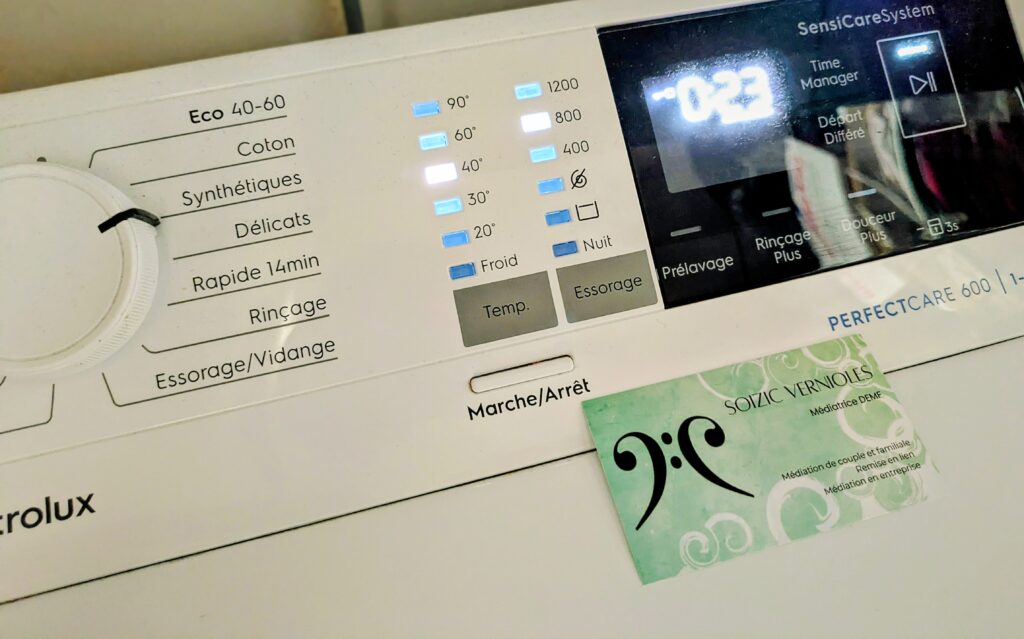 SensiCareSystem
Eco 40-60
Coton
Synthétiques
Délicats
Rapide 14min
Rinçage
Essorage/Vidange
90°
60°
40°
30°
20°
Froid
Temp.
1200
800
400
Nuit
Essorage
0:23
Time
Manager
Départ
Différé
Prélavage
Rinçage
Plus
Douceur
Plus
3s
PERFECTCARE 600 | 1-
Marche/Arrêt
trolux
SOIZIC VERNIOLES
Médiatrice DEMF
Médiation de couple et familiale
Remise en lien
Médiation en entreprise